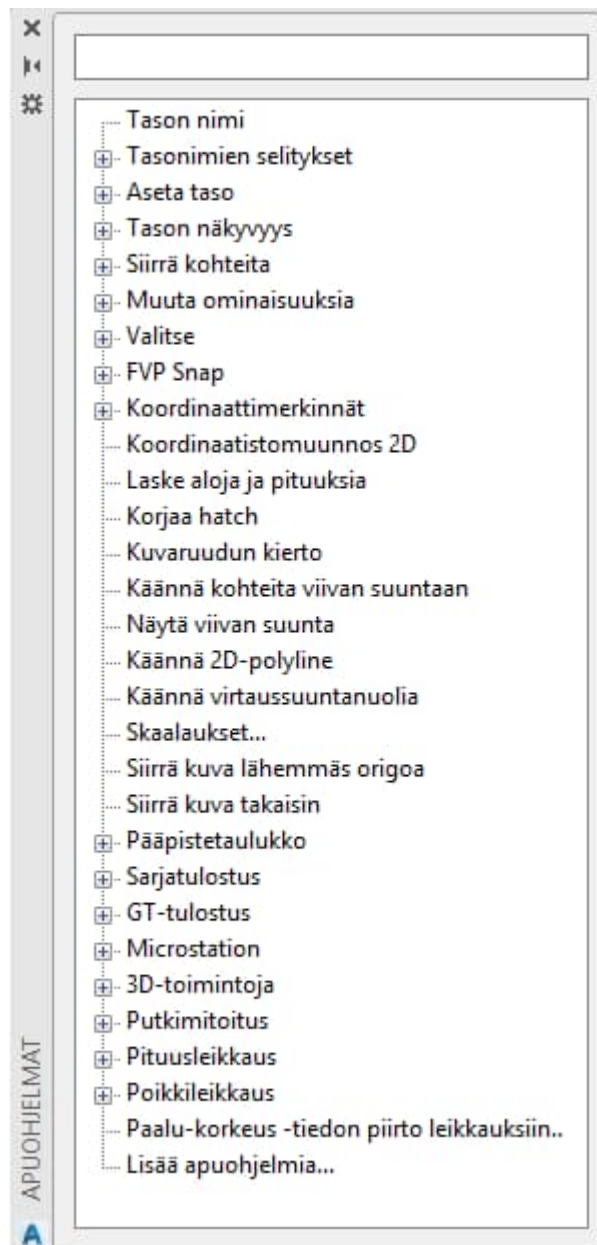 Tason nimi
Tasonimien selitykset
Aseta taso
Tason näkyvyys
Siirrä kohteita
Muuta ominaisuuksia
Valitse
FVP Snap
Koordinaattimerkinnät
Koordinaatistomuunnos 2D
Laske aloja ja pituuksia
Korjaa hatch
Kuvaruudun kierto
Käännä kohteita viivan suuntaan
Näytä viivan suunta
Käännä 2D-polyline
Käännä virtaussuuntanuolia
Skaalaukset...
Siirrä kuva lähemmäs origoa
Siirrä kuva takaisin
Pääpistetaulukko
Sarjatulostus
GT-tulostus
Microstation
3D-toimintoja
Putkimitoitus
Pituusleikkaus
Poikkileikkaus
Paalu-korkeus -tiedon piirto leikkauksiin..
Lisää apuohjelmia...
APUOHJELMAT
A